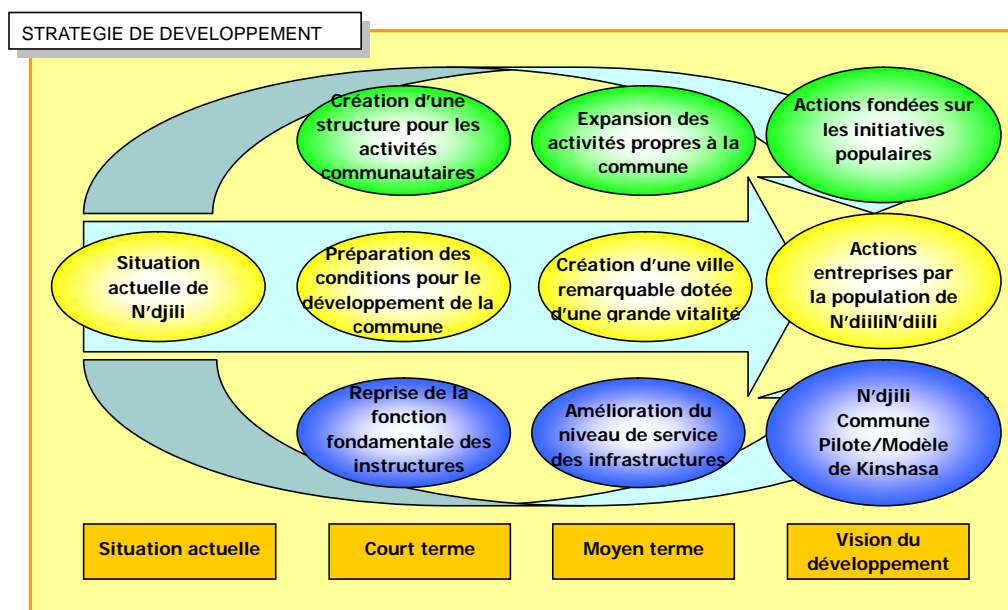 STRATEGIE DE DEVELOPPEMENT
Création d'une
structure pour les
activités
communautaires
Expansion des
activités propres à la
commune
Actions fondées sur
les initiatives
populaires
Situation
actuelle de
N'djili
Préparation des
conditions pour le
développement de la
commune
Création d'une ville
remarquable dotée
d'une grande vitalité
Actions
entreprises par
la population de
N'diiliN'diili
Reprise de la
fonction
fondamentale des
instructures
Amélioration du
niveau de service
des infrastructures
N'djili
Commune
Pilote/Modèle
de Kinshasa
Situation actuelle
Court terme
Moyen terme
Vision du
développement